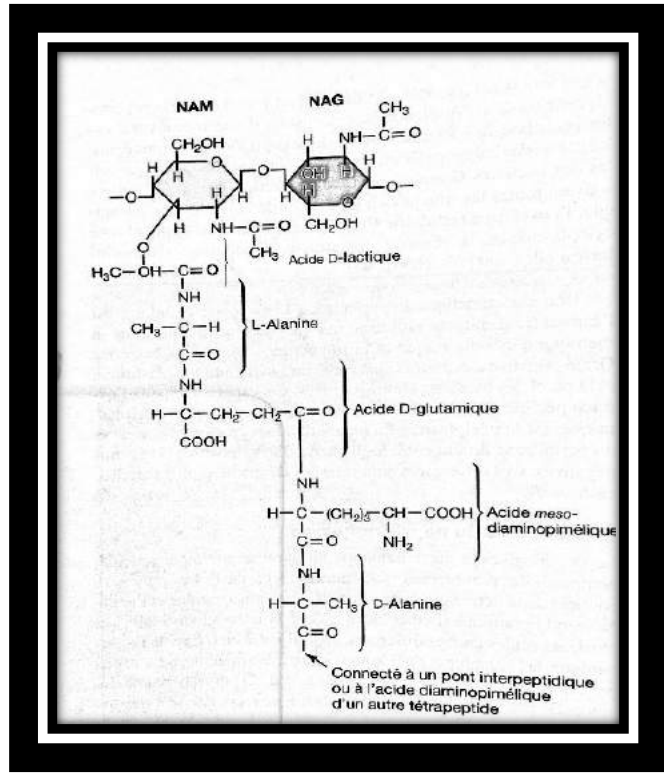 NAM NAG
CH₃
NH—C=O
CH₂OH H
H O H H OH H H
—O— H —O— H O —O—
H H H
O NH—C=O CH₂OH
CH₃ Acide D-lactique
H₃C—CH—C=O
NH
CH₃—C—H L-Alanine
C=O
NH
H—C—CH₂—CH₂—C=O Acide D-glutamique
COOH
NH
H—C—(CH₂)₃—CH—COOH Acide meso-
C=O NH₂ diaminopimélique
NH
H—C—CH₃ D-Alanine
C=O
Connecté à un pont interpeptidique
ou à l'acide diaminopimélique
d'un autre tétrapeptide